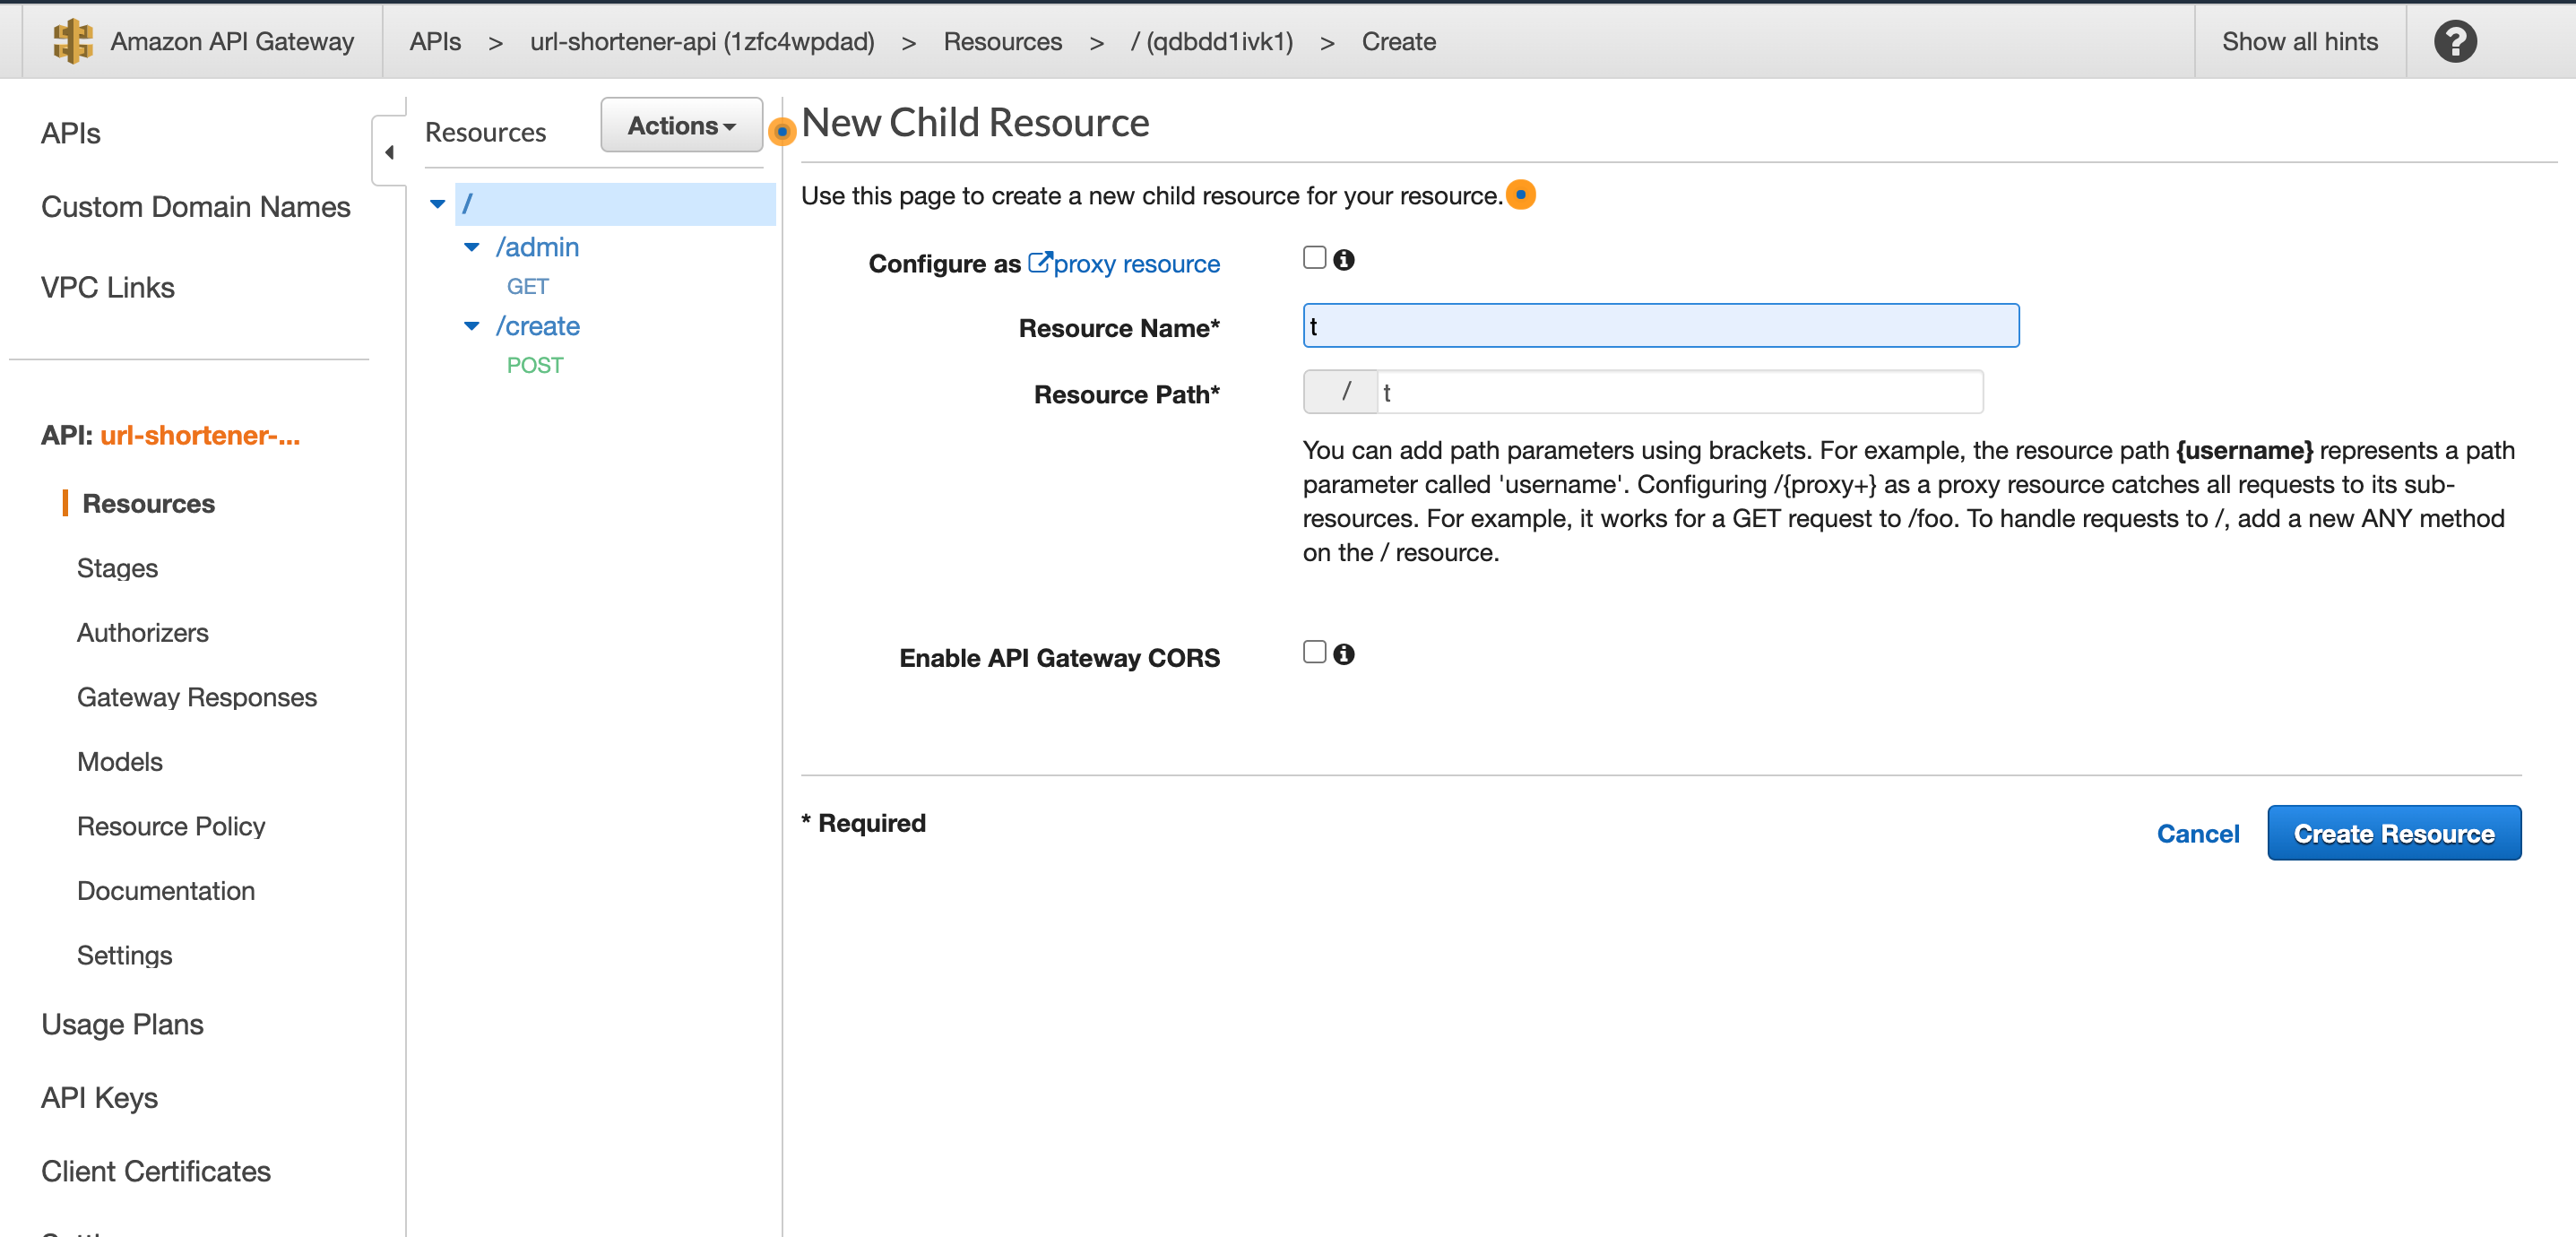 Amazon API Gateway
APIs > url-shortener-api (1zfc4wpdad) > Resources > / (qdbdd1ivk1) > Create
Show all hints
?
APIs
Custom Domain Names
VPC Links
API: url-shortener-...
Resources
Stages
Authorizers
Gateway Responses
Models
Resource Policy
Documentation
Settings
Usage Plans
API Keys
Client Certificates
Resources
Actions
/
/admin
GET
/create
POST
New Child Resource
Use this page to create a new child resource for your resource.
Configure as proxy resource
Resource Name*
t
Resource Path*
/ t
You can add path parameters using brackets. For example, the resource path {username} represents a path
parameter called 'username'. Configuring /{proxy+} as a proxy resource catches all requests to its sub-
resources. For example, it works for a GET request to /foo. To handle requests to /, add a new ANY method
on the / resource.
Enable API Gateway CORS
* Required
Cancel
Create Resource